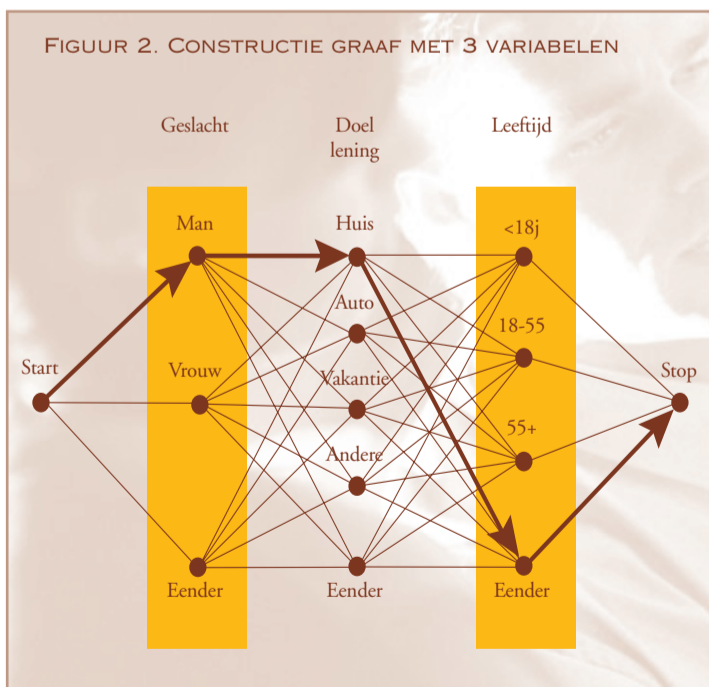 FIGUUR 2. CONSTRUCTIE GRAAF MET 3 VARIABELEN
Geslacht
Doel
lening
Leeftijd
Man
Huis
<18j
Auto
18-55
Start
Vrouw
Vakantie
Stop
Andere
55+
Eender
Eender
Eender